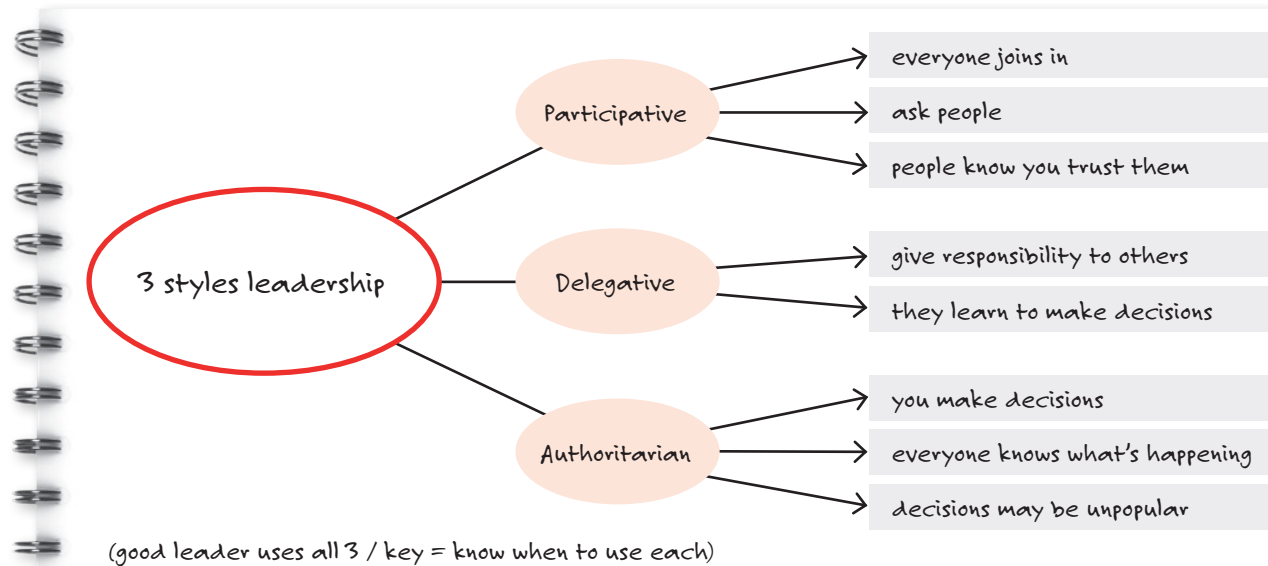 3 styles leadership
Participative
everyone joins in
ask people
people know you trust them
Delegative
give responsibility to others
they learn to make decisions
Authoritarian
you make decisions
everyone knows what's happening
decisions may be unpopular
(good leader uses all 3 / key = know when to use each)